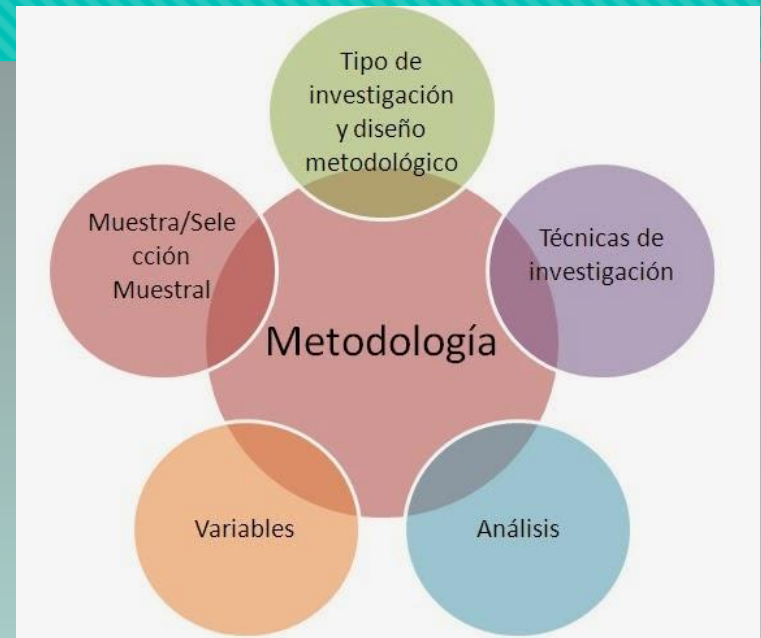 Tipo de
investigación
y diseño
metodológico
Muestra/Sele
cción
Muestral
Técnicas de
investigación
Metodología
Variables
Análisis